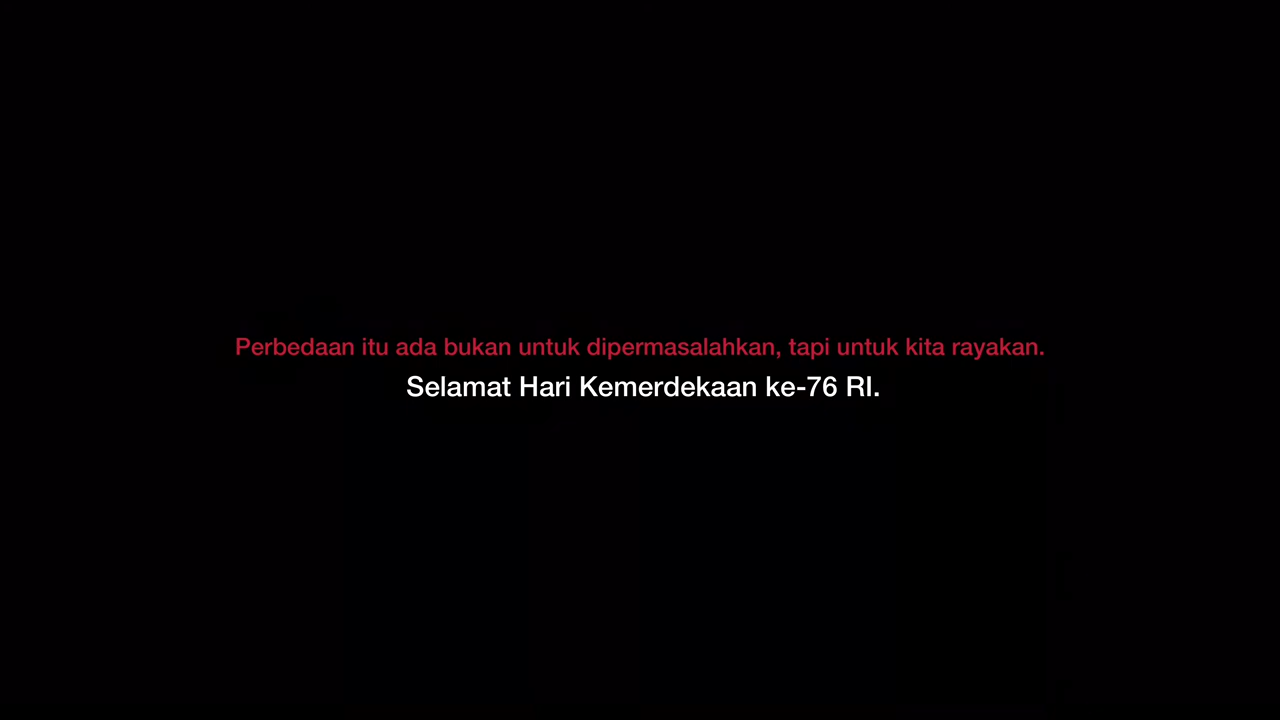 Perbedaan itu ada bukan untuk dipermasalahkan, tapi untuk kita rayakan.
Selamat Hari Kemerdekaan ke-76 RI.